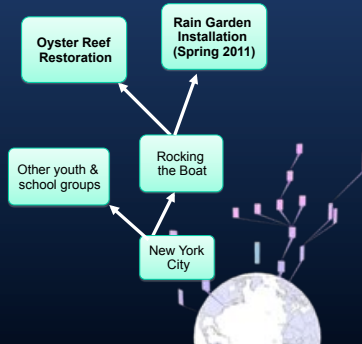 Oyster Reef
Restoration
Rain Garden
Installation
(Spring 2011)
Other youth &
school groups
Rocking
the Boat
New York
City